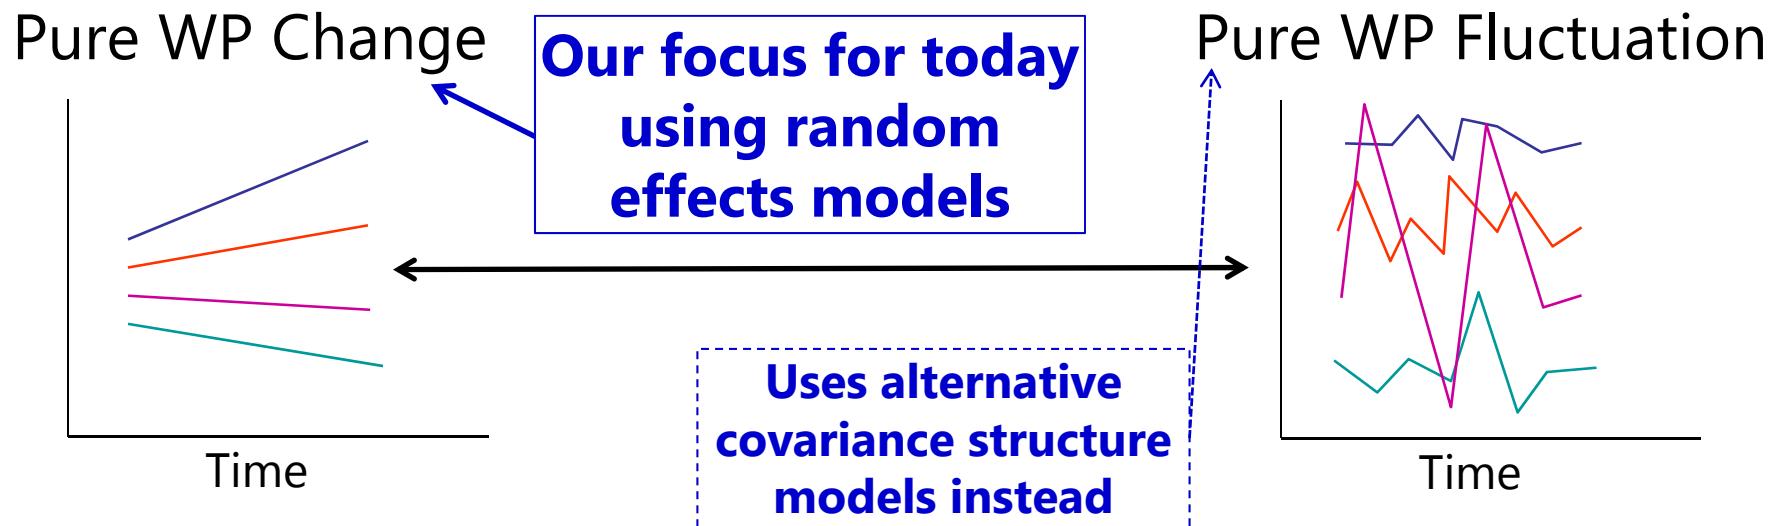 Pure WP Change
Our focus for today
using random
effects models
Pure WP Fluctuation
Uses alternative
covariance structure
models instead
Time
Time